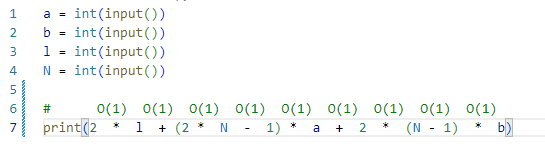 1 a = int(input())
2 b = int(input())
3 l = int(input())
4 N = int(input())
5
6 # O(1) O(1) O(1) O(1) O(1) O(1) O(1) O(1) O(1)
7 print(2 * l + (2 * N - 1) * a + 2 * (N - 1) * b)